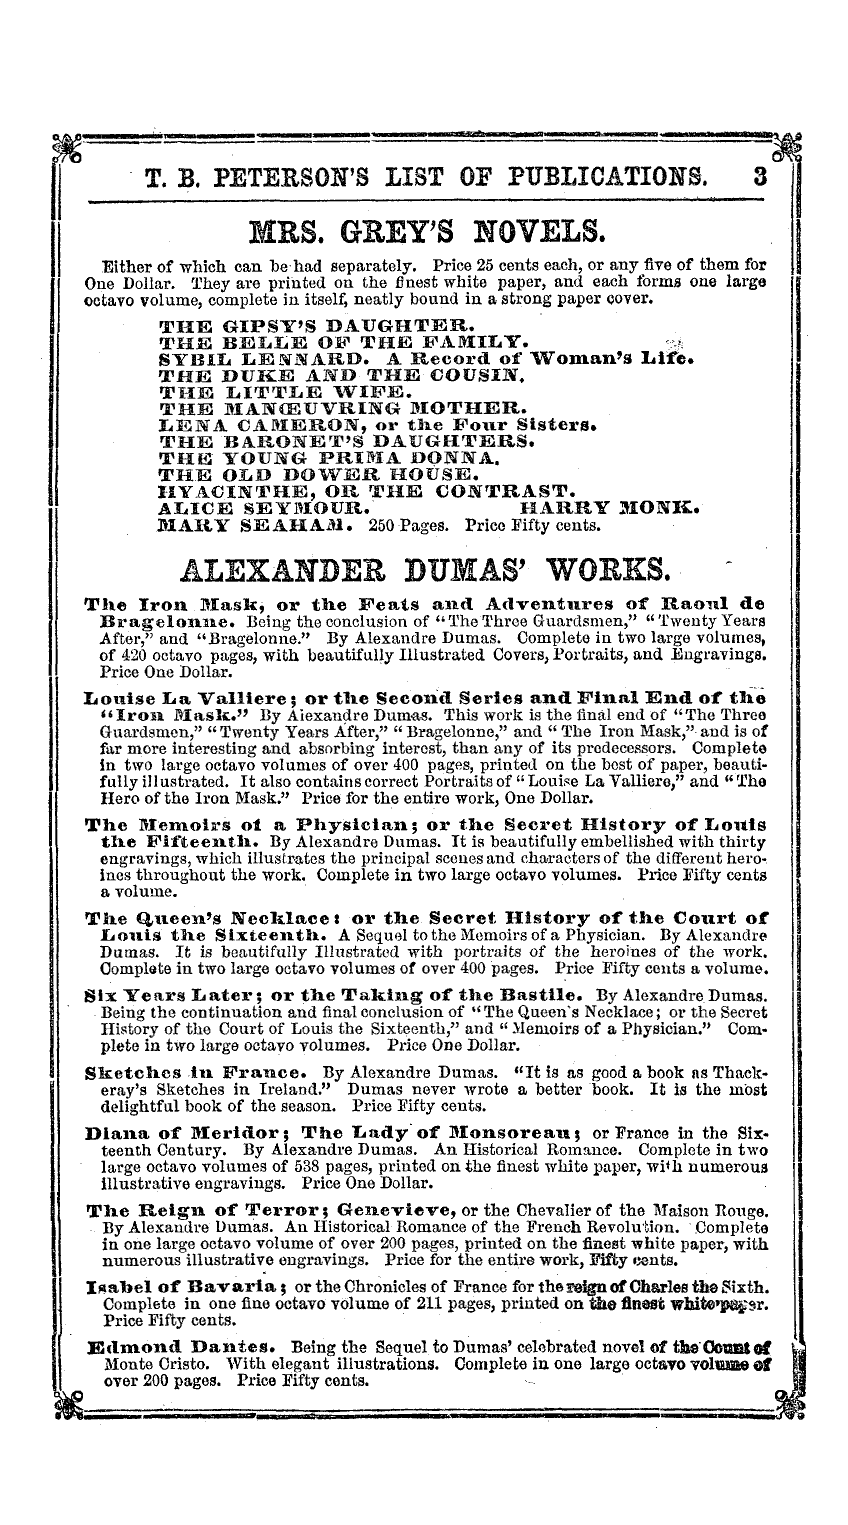 T. B. PETERSON'S LIST OF PUBLICATIONS. 3
MRS. GREY'S NOVELS.
Either of which can be had separately. Price 25 cents each, or any five of them for
One Dollar. They are printed on the finest white paper, and each forms one large
octavo volume, complete in itself, neatly bound in a strong paper cover.
THE GIPSY'S DAUGHTER.
THE BELLE OF THE FAMILY.
SYBIL LENNARD. A Record of Woman's Life.
THE DUKE AND THE COUSIN.
THE LITTLE WIFE.
THE MANŒUVRING MOTHER.
LENA CAMERON, or the Four Sisters.
THE BARONET'S DAUGHTERS.
THE YOUNG PRIMA DONNA.
THE OLD DOWER HOUSE.
HYACINTHE, OR THE CONTRAST.
ALICE SEYMOUR. HARRY MONK.
MARY SEAHAM. 250 Pages. Price Fifty cents.
ALEXANDER DUMAS' WORKS.
The Iron Mask, or the Feats and Adventures of Raoul de
Bragelonne. Being the conclusion of "The Three Guardsmen," "Twenty Years
After," and "Bragelonne." By Alexandre Dumas. Complete in two large volumes,
of 420 octavo pages, with beautifully Illustrated Covers, Portraits, and Engravings.
Price One Dollar.
Louise La Valliere; or the Second Series and Final End of the
"Iron Mask." By Alexandre Dumas. This work is the final end of "The Three
Guardsmen," "Twenty Years After," "Bragelonne," and "The Iron Mask," and is of
far more interesting and absorbing interest, than any of its predecessors. Complete
in two large octavo volumes of over 400 pages, printed on the best of paper, beauti-
fully illustrated. It also contains correct Portraits of "Louise La Valliere," and "The
Hero of the Iron Mask." Price for the entire work, One Dollar.
The Memoirs of a Physician; or the Secret History of Louis
the Fifteenth. By Alexandre Dumas. It is beautifully embellished with thirty
engravings, which illustrates the principal scenes and characters of the different hero-
ines throughout the work. Complete in two large octavo volumes. Price Fifty cents
a volume.
The Queen's Necklace: or the Secret History of the Court of
Louis the Sixteenth. A Sequel to the Memoirs of a Physician. By Alexandre
Dumas. It is beautifully Illustrated with portraits of the heroines of the work.
Complete in two large octavo volumes of over 400 pages. Price Fifty cents a volume.
Six Years Later; or the Taking of the Bastile. By Alexandre Dumas.
Being the continuation and final conclusion of "The Queen's Necklace; or the Secret
History of the Court of Louis the Sixteenth," and "Memoirs of a Physician." Com-
plete in two large octavo volumes. Price One Dollar.
Sketches in France. By Alexandre Dumas. "It is as good a book as Thack-
eray's Sketches in Ireland." Dumas never wrote a better book. It is the most
delightful book of the season. Price Fifty cents.
Diana of Meridor; The Lady of Monsoreau; or France in the Six-
teenth Century. By Alexandre Dumas. An Historical Romance. Complete in two
large octavo volumes of 538 pages, printed on the finest white paper, with numerous
illustrative engravings. Price One Dollar.
The Reign of Terror; Genevieve, or the Chevalier of the Maison Rouge.
By Alexandre Dumas. An Historical Romance of the French Revolution. Complete
in one large octavo volume of over 200 pages, printed on the finest white paper, with
numerous illustrative engravings. Price for the entire work, Fifty cents.
Isabel of Bavaria; or the Chronicles of France for the reign of Charles the Sixth.
Complete in one fine octavo volume of 211 pages, printed on the finest white paper.
Price Fifty cents.
Edmond Dantes. Being the Sequel to Dumas' celebrated novel of the Count of
Monte Cristo. With elegant illustrations. Complete in one large octavo volume of
over 200 pages. Price Fifty cents.